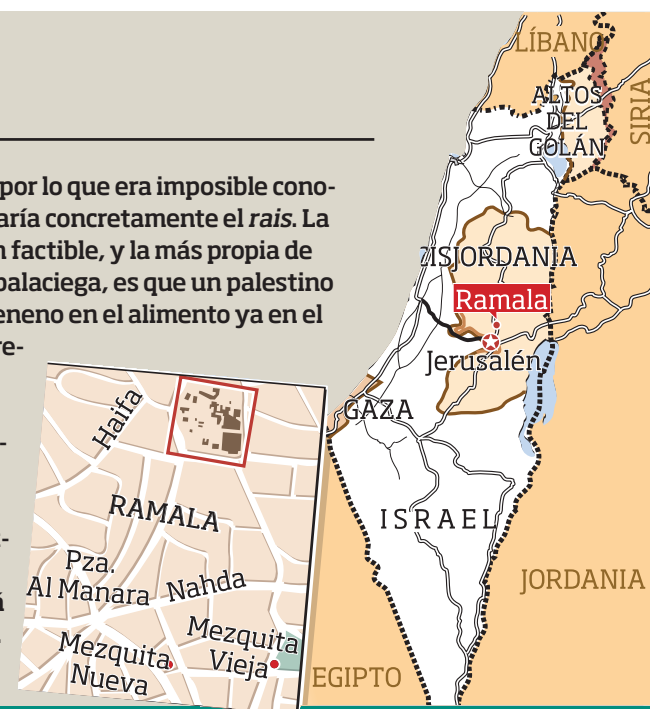 por lo que era imposible cono-
aría concretamente el rais. La
factible, y la más propia de
palaciega, es que un palestino
eneno en el alimento ya en el
re-
LÍBANO
ALTOS
DEL
GOLÁN
SIRIA
CISJORDANIA
Ramala
Jerusalén
GAZA
ISRAEL
JORDANIA
EGIPTO
Haifa
RAMALA
Pza.
Al Manara
Nahda
Mezquita
Nueva
Mezquita
Vieja